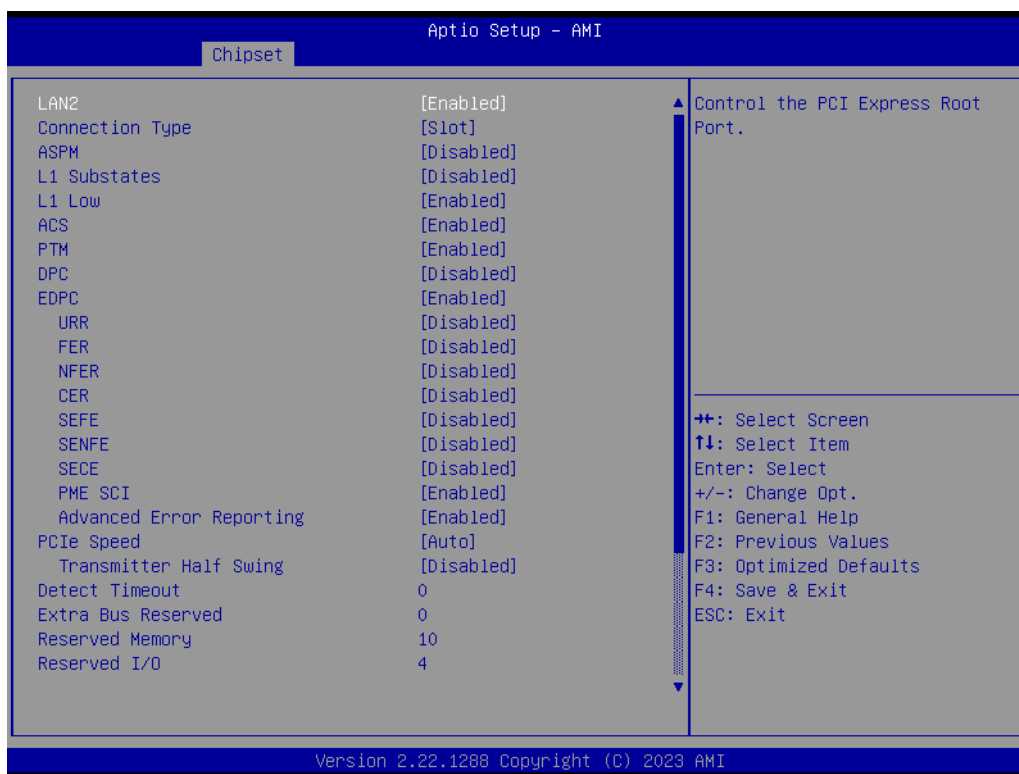 Aptio Setup – AMI
Chipset
LAN2 [Enabled]
Connection Type [Slot]
ASPM [Disabled]
L1 Substates [Disabled]
L1 Low [Enabled]
ACS [Enabled]
PTM [Enabled]
DPC [Disabled]
EDPC [Enabled]
URR [Disabled]
FER [Disabled]
NFER [Disabled]
CER [Disabled]
SEFE [Disabled]
SENFE [Disabled]
SECE [Disabled]
PME SCI [Enabled]
Advanced Error Reporting [Enabled]
PCIe Speed [Auto]
Transmitter Half Swing [Disabled]
Detect Timeout 0
Extra Bus Reserved 0
Reserved Memory 10
Reserved I/O 4
Control the PCI Express Root
Port.
→←: Select Screen
↑↓: Select Item
Enter: Select
+/-: Change Opt.
F1: General Help
F2: Previous Values
F3: Optimized Defaults
F4: Save & Exit
ESC: Exit
Version 2.22.1288 Copyright (C) 2023 AMI